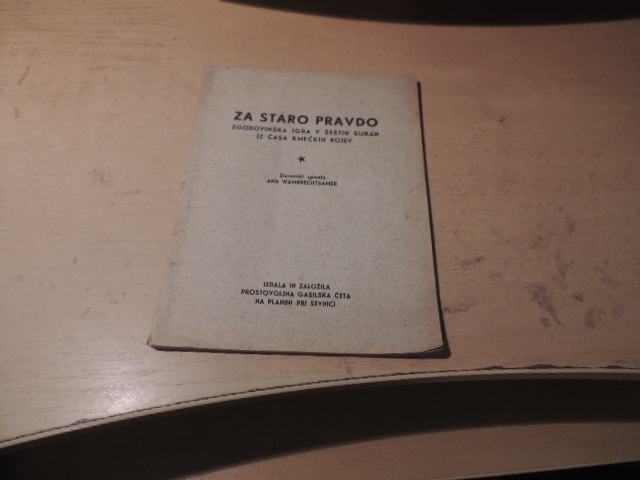 ZA STARO PRAVDO
ZGODOVINSKA IGRA V ŠESTIH SLIKAH
IZ ČASA KMEČKIH BOJEV
*
Slovenski spisala
ANA WAMBRECHTSAMER
IZDALA IN ZALOŽILA
PROSTOVOLJNA GASILSKA ČETA
NA PLANINI PRI SEVNICI